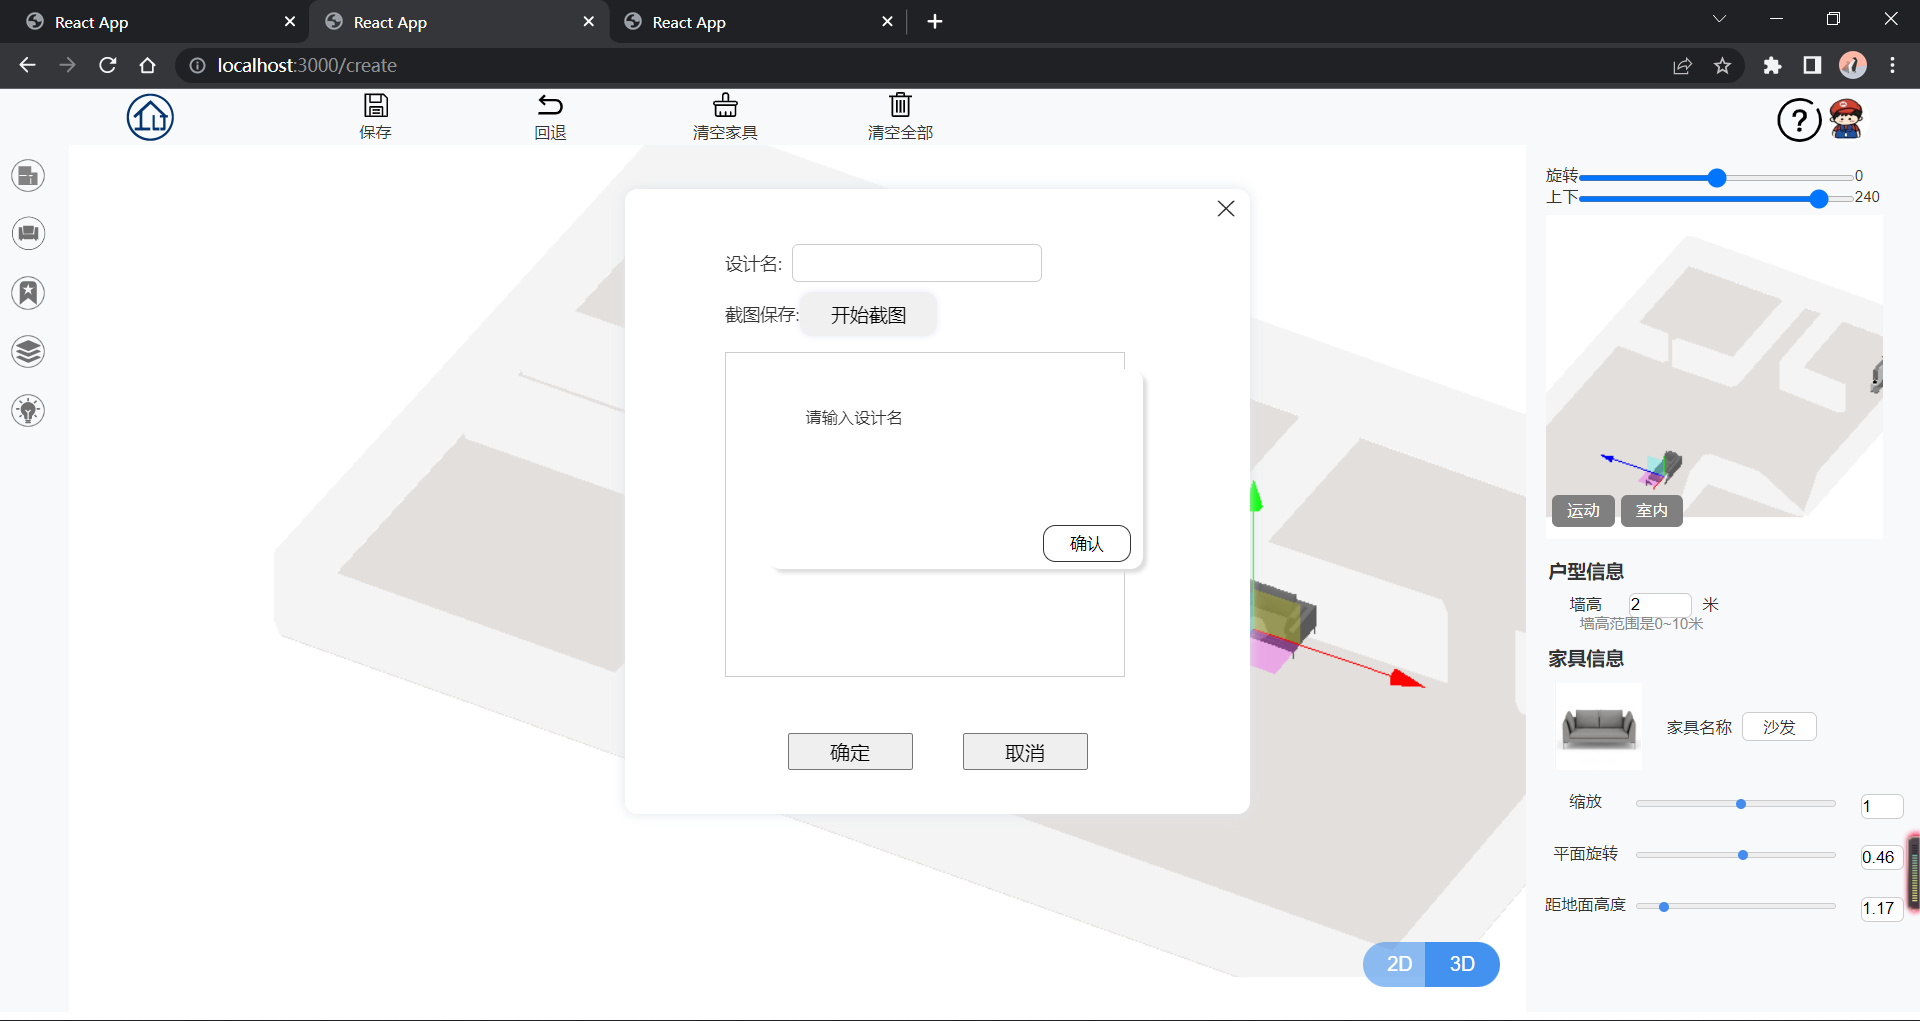 React App
React App
React App
localhost:3000/create
保存
回退
清空家具
清空全部
旋转 0
上下 240
设计名:
截图保存: 开始截图
请输入设计名
确认
确定
取消
运动
室内
户型信息
墙高 2 米
墙高范围是0~10米
家具信息
家具名称 沙发
缩放 1
平面旋转 0.46
距地面高度 1.17
2D
3D